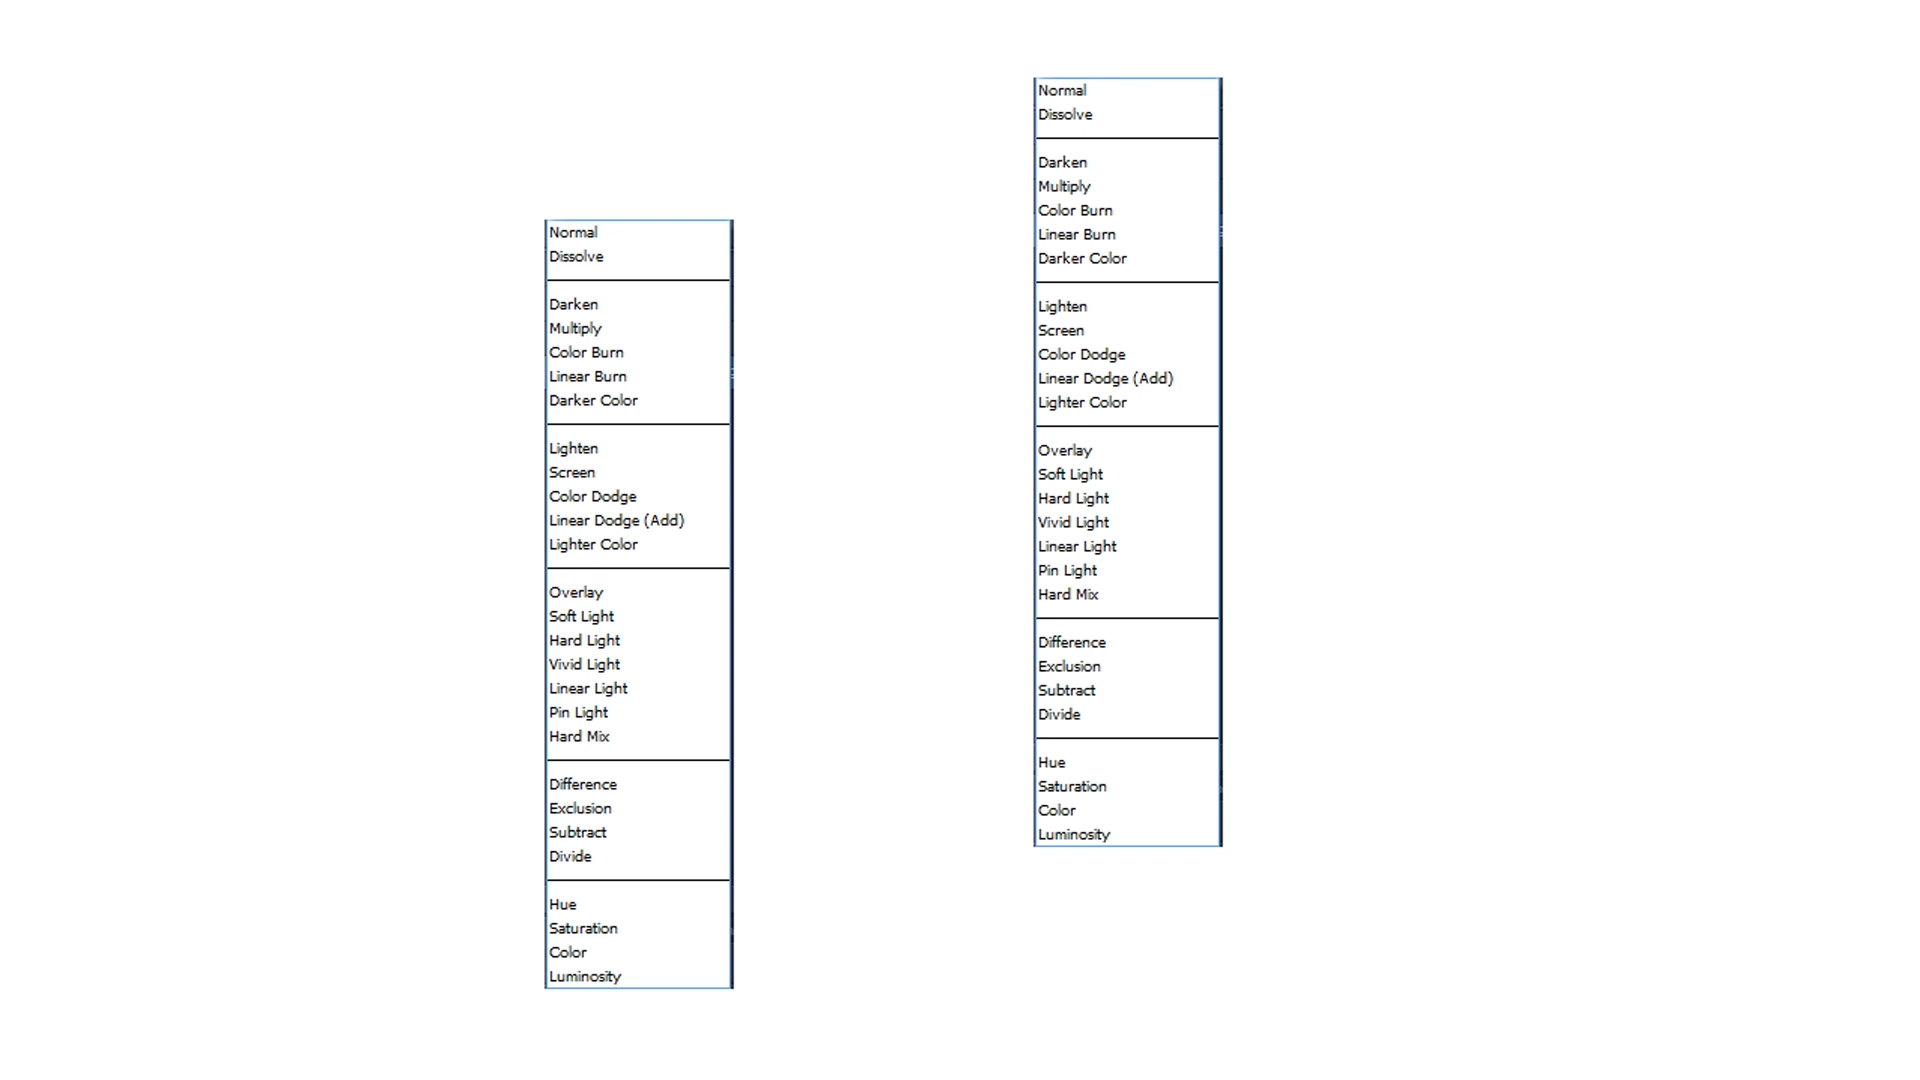 Normal
Dissolve
Darken
Multiply
Color Burn
Linear Burn
Darker Color
Lighten
Screen
Color Dodge
Linear Dodge (Add)
Lighter Color
Overlay
Soft Light
Hard Light
Vivid Light
Linear Light
Pin Light
Hard Mix
Difference
Exclusion
Subtract
Divide
Hue
Saturation
Color
Luminosity
Normal
Dissolve
Darken
Multiply
Color Burn
Linear Burn
Darker Color
Lighten
Screen
Color Dodge
Linear Dodge (Add)
Lighter Color
Overlay
Soft Light
Hard Light
Vivid Light
Linear Light
Pin Light
Hard Mix
Difference
Exclusion
Subtract
Divide
Hue
Saturation
Color
Luminosity